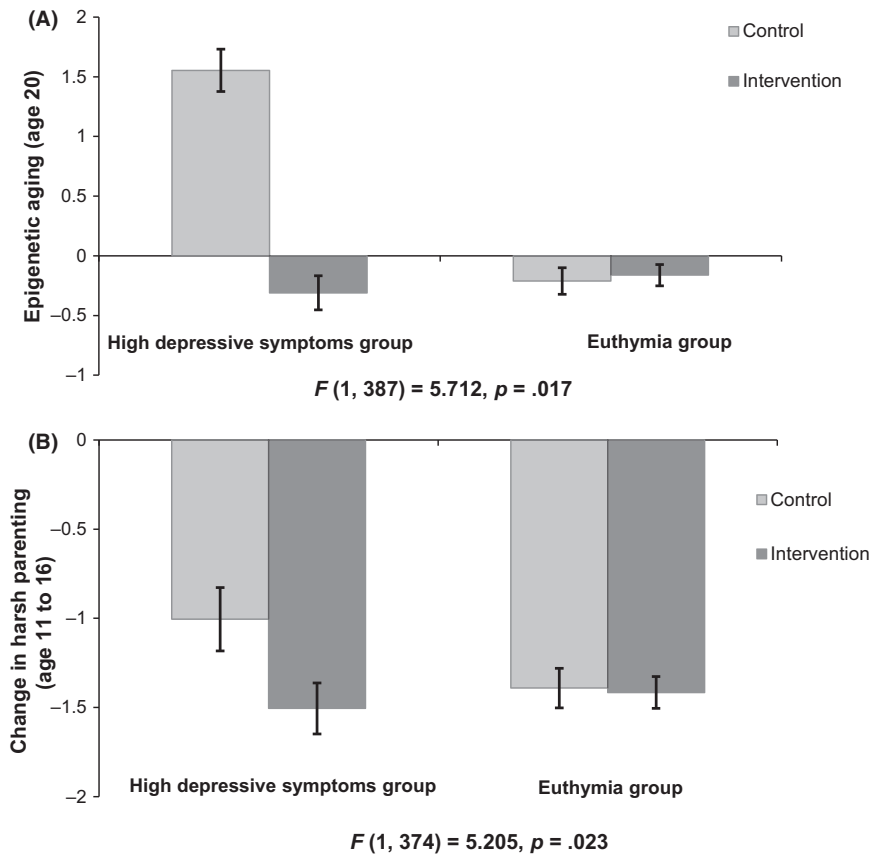 (A)
Epigenetic aging (age 20)
2
1.5
1
0.5
0
−0.5
−1
Control
Intervention
High depressive symptoms group
Euthymia group
F (1, 387) = 5.712, p = .017
(B)
Change in harsh parenting
(age 11 to 16)
0
−0.5
−1
−1.5
−2
Control
Intervention
High depressive symptoms group
Euthymia group
F (1, 374) = 5.205, p = .023